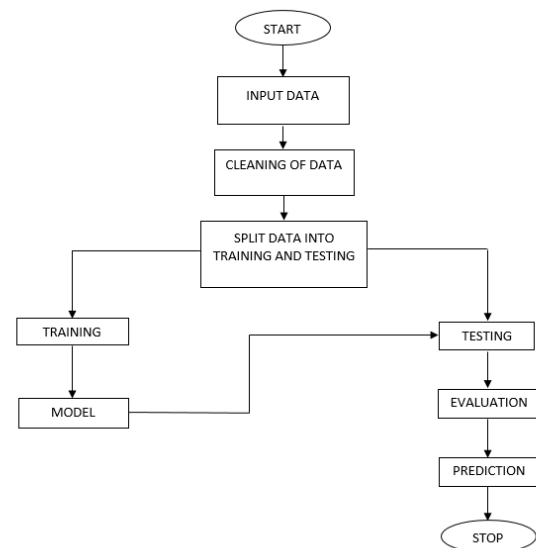 START
INPUT DATA
CLEANING OF DATA
SPLIT DATA INTO
TRAINING AND TESTING
TRAINING
TESTING
MODEL
EVALUATION
PREDICTION
STOP